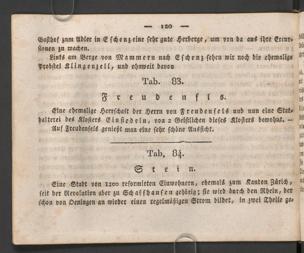 — 120 —
Gasthof zum Adler in Eschenz eine sehr gute Herberge, um von da aus ihre Excur-
sionen zu machen.
Links am Berge von Mammern nach Eschenz sehen wir noch die ehemalige
Probstei Klingenzell, und ohnweit davon
Tab. 83.
Freudenfls.
Eine ehemalige Herrschaft der Herrn von Freudenfels und nun eine Statt-
halterei des Klosters Einsiedeln, von 2 Geistlichen dieses Klosters bewohnt. —
Auf Freudenfels genießt man eine sehr schöne Aussicht.
Tab. 84.
Stein.
Eine Stadt von 1200 reformirten Einwohnern, ehemals zum Kanton Zürich,
seit der Revolution aber zu Schaffhausen gehörig; sie wird durch den Rhein, der
schon von Oeningen an wieder einen regelmäßigen Strom bildet, in zwei Theile ge-